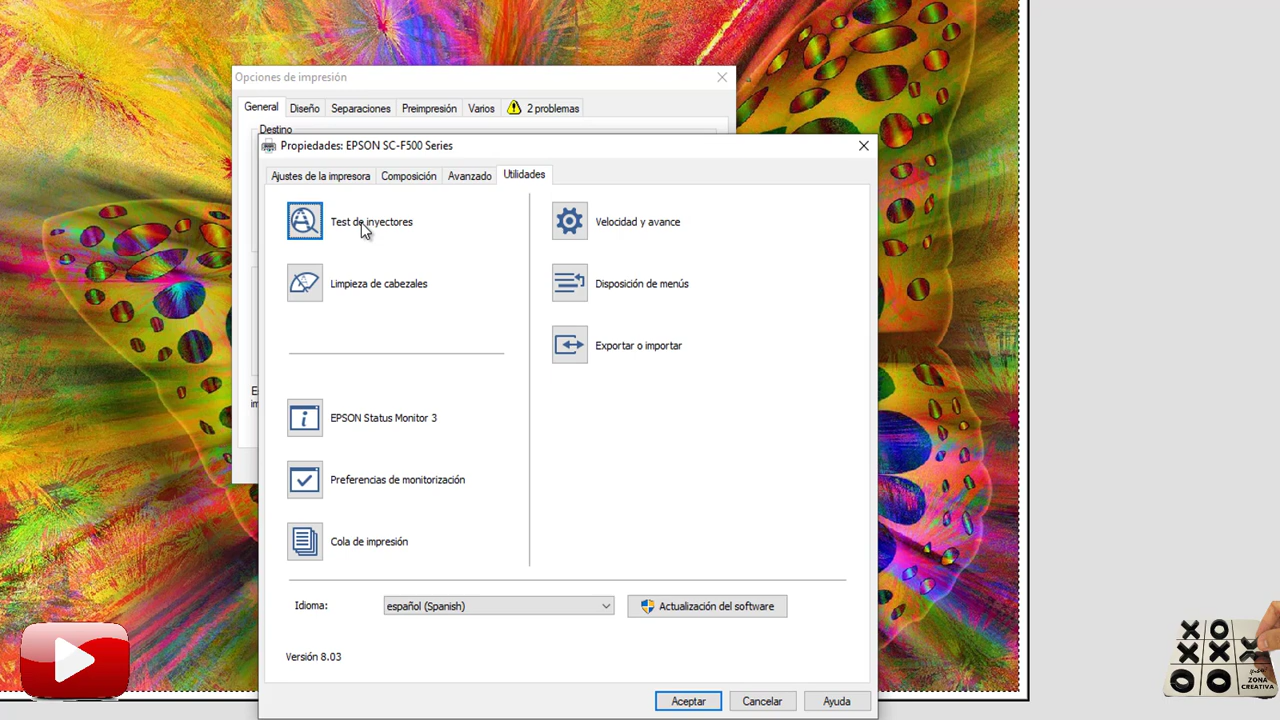 Opciones de impresión
General Diseño Separaciones Preimpresión Varios 2 problemas
Destino
Propiedades: EPSON SC-F500 Series
Ajustes de la impresora Composición Avanzado Utilidades
Test de inyectores
Velocidad y avance
Limpieza de cabezales
Disposición de menús
Exportar o importar
EPSON Status Monitor 3
Preferencias de monitorización
Cola de impresión
Idioma: español (Spanish) Actualización del software
Versión 8.03
Aceptar Cancelar Ayuda
X O
X X X
O O
ZONA
CREATIVA